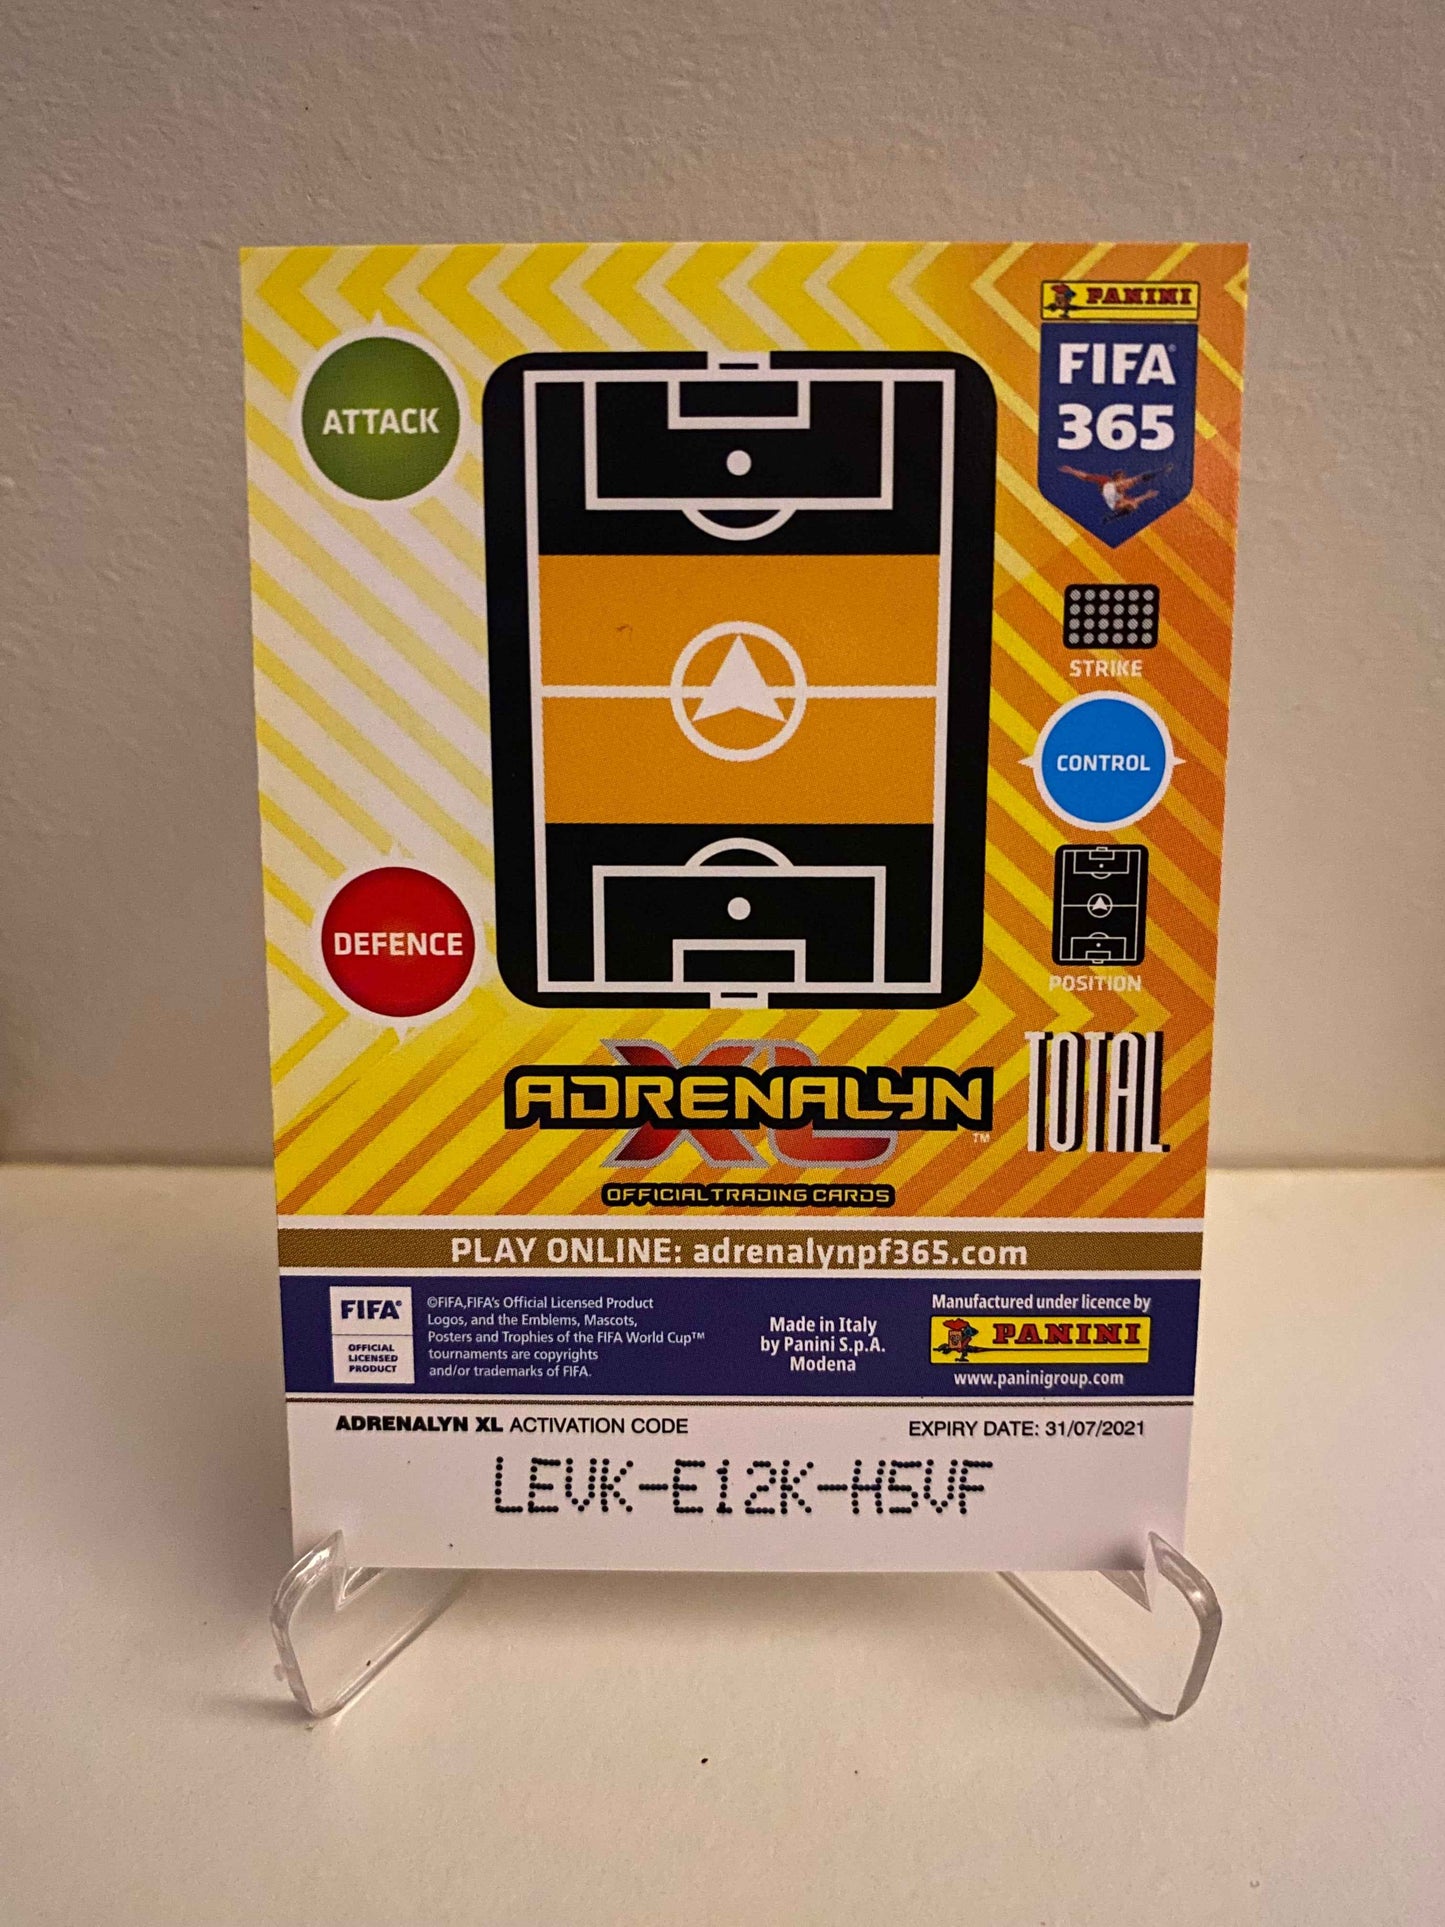 PANINI
FIFA
365
ATTACK
STRIKE
CONTROL
DEFENCE
POSITION
ADRENALYN XL™
TOTAL
OFFICIAL TRADING CARDS
PLAY ONLINE: adrenalynpf365.com
FIFA®
OFFICIAL
LICENSED
PRODUCT
©FIFA,FIFA's Official Licensed Product
Logos, and the Emblems, Mascots,
Posters and Trophies of the FIFA World Cup™
tournaments are copyrights
and/or trademarks of FIFA.
Made in Italy
by Panini S.p.A.
Modena
Manufactured under licence by
PANINI
www.paninigroup.com
ADRENALYN XL ACTIVATION CODE
EXPIRY DATE: 31/07/2021
LEVK-E12K-H5VF